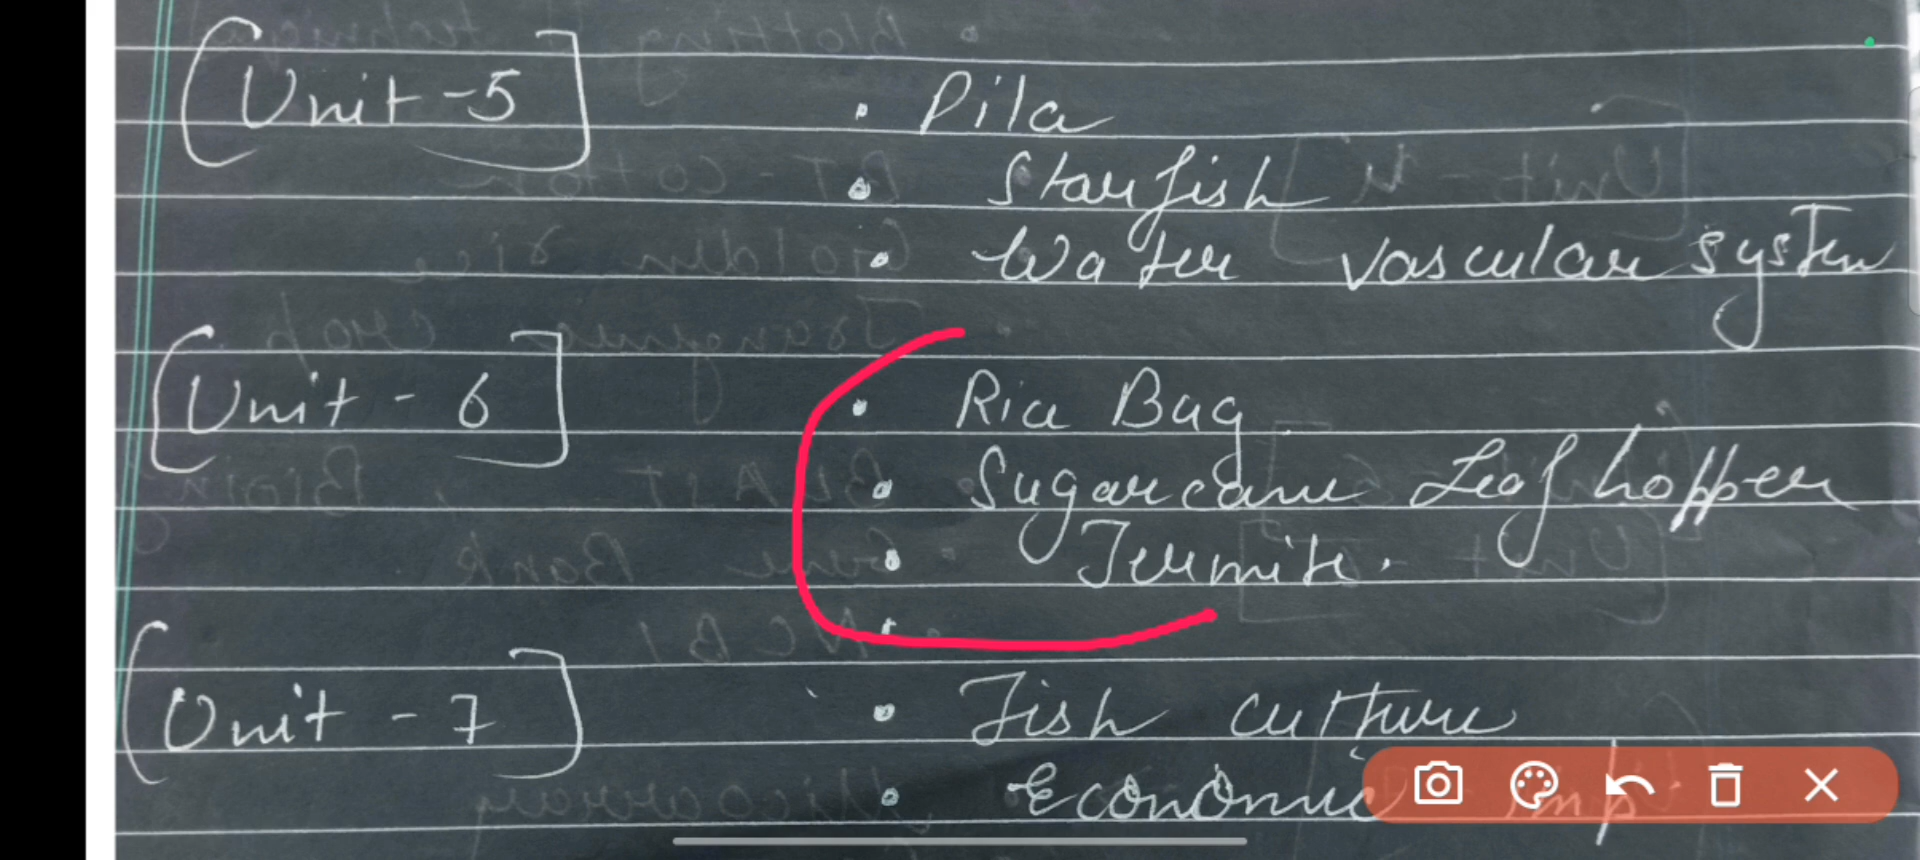 [Unit-5]
• Pila
• Starfish
• Water vascular system
[Unit - 6]
• Rice Bug
• Sugarcane Leaf hopper
• Termite.
[Unit - 7]
• Fish culture
• Economic imp.